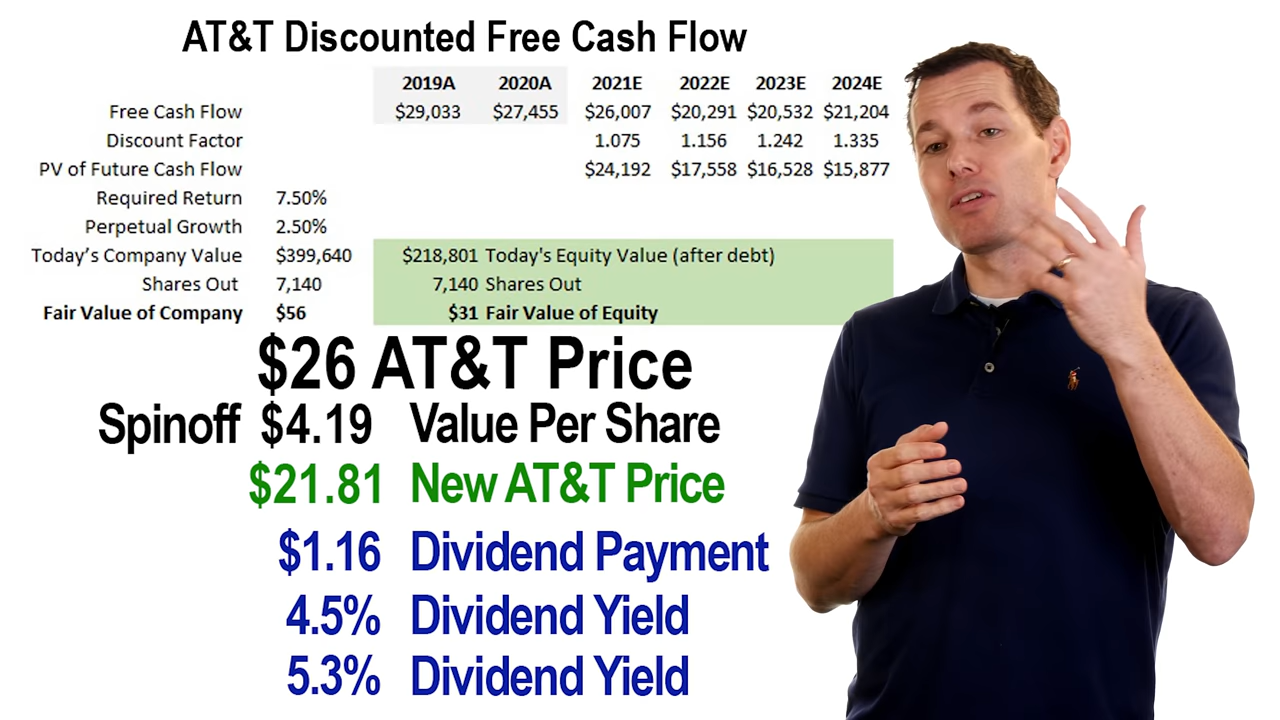 AT&T Discounted Free Cash Flow
2019A 2020A 2021E 2022E 2023E 2024E
Free Cash Flow $29,033 $27,455 $26,007 $20,291 $20,532 $21,204
Discount Factor 1.075 1.156 1.242 1.335
PV of Future Cash Flow $24,192 $17,558 $16,528 $15,877
Required Return 7.50%
Perpetual Growth 2.50%
Today's Company Value $399,640 $218,801 Today's Equity Value (after debt)
Shares Out 7,140 7,140 Shares Out
Fair Value of Company $56 $31 Fair Value of Equity
$26 AT&T Price
Spinoff $4.19 Value Per Share
$21.81 New AT&T Price
$1.16 Dividend Payment
4.5% Dividend Yield
5.3% Dividend Yield